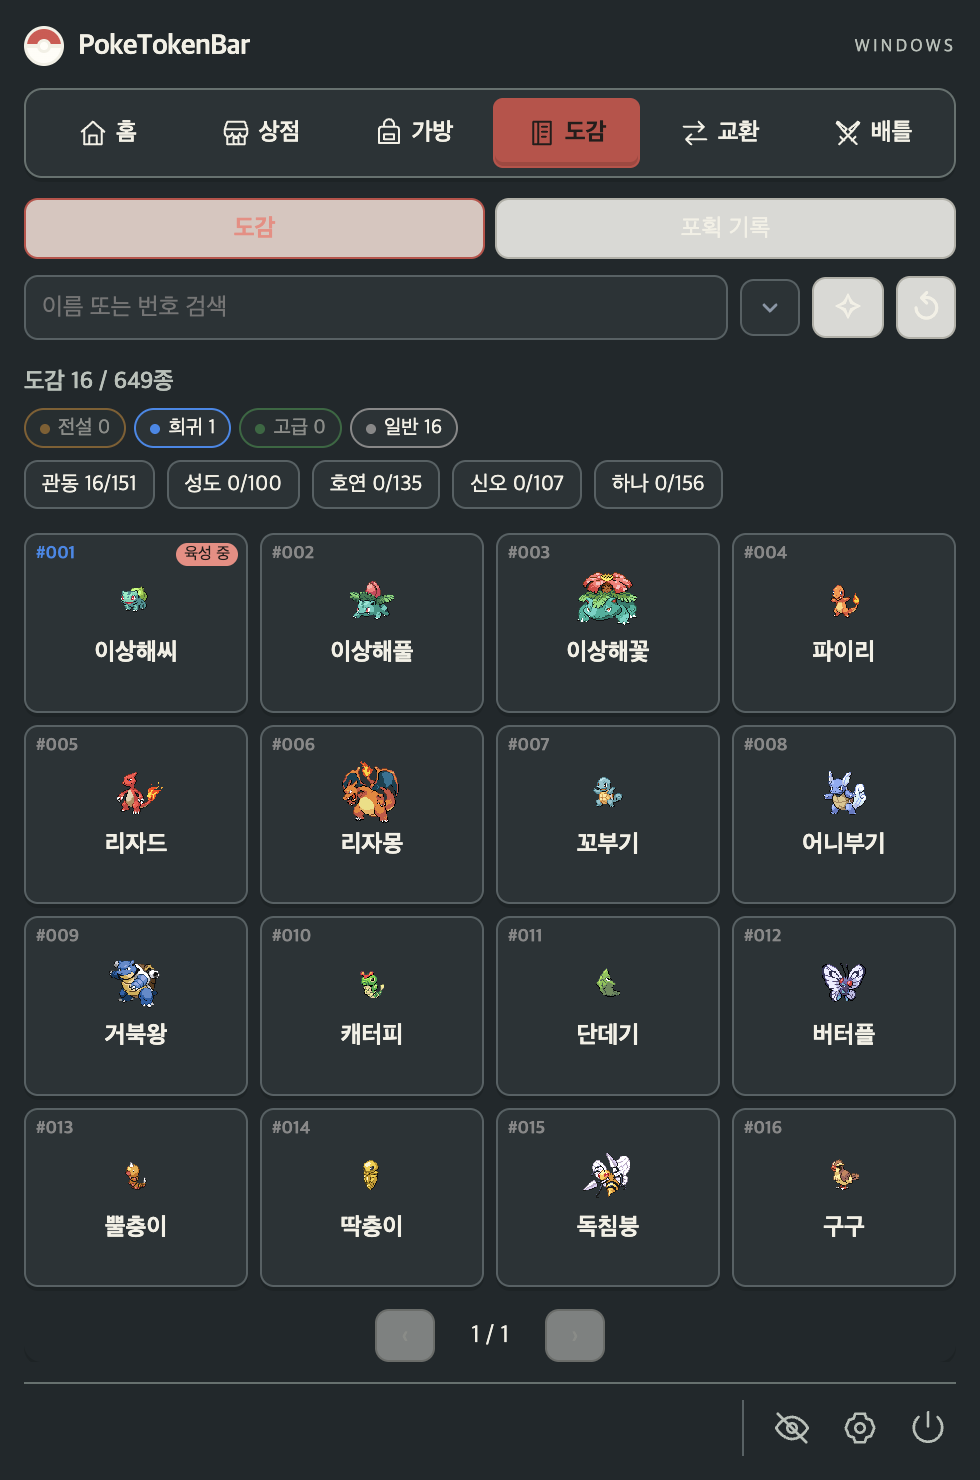 PokeTokenBar
WINDOWS
홈
상점
가방
도감
교환
배틀
도감
포획 기록
이름 또는 번호 검색
도감 16 / 649종
전설 0
희귀 1
고급 0
일반 16
관동 16/151
성도 0/100
호연 0/135
신오 0/107
하나 0/156
#001
육성 중
이상해씨
#002
이상해풀
#003
이상해꽃
#004
파이리
#005
리자드
#006
리자몽
#007
꼬부기
#008
어니부기
#009
거북왕
#010
캐터피
#011
단데기
#012
버터플
#013
뿔충이
#014
딱충이
#015
독침붕
#016
구구
‹
1 / 1
›